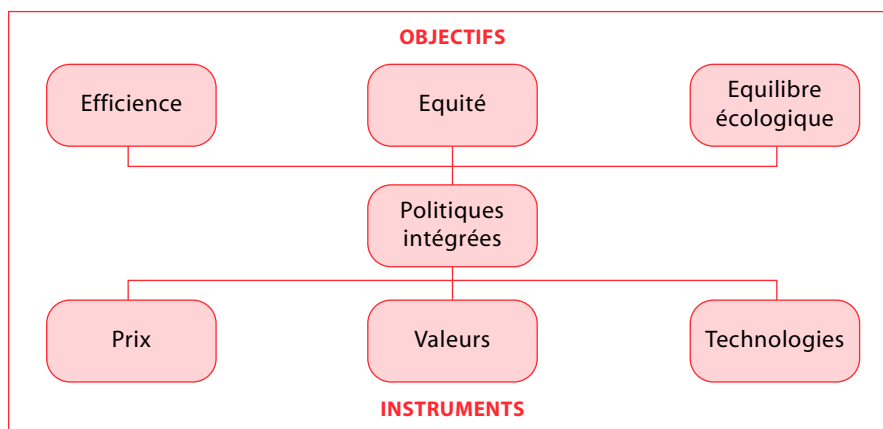 OBJECTIFS
Efficience
Equité
Equilibre
écologique
Politiques
intégrées
Prix
Valeurs
Technologies
INSTRUMENTS